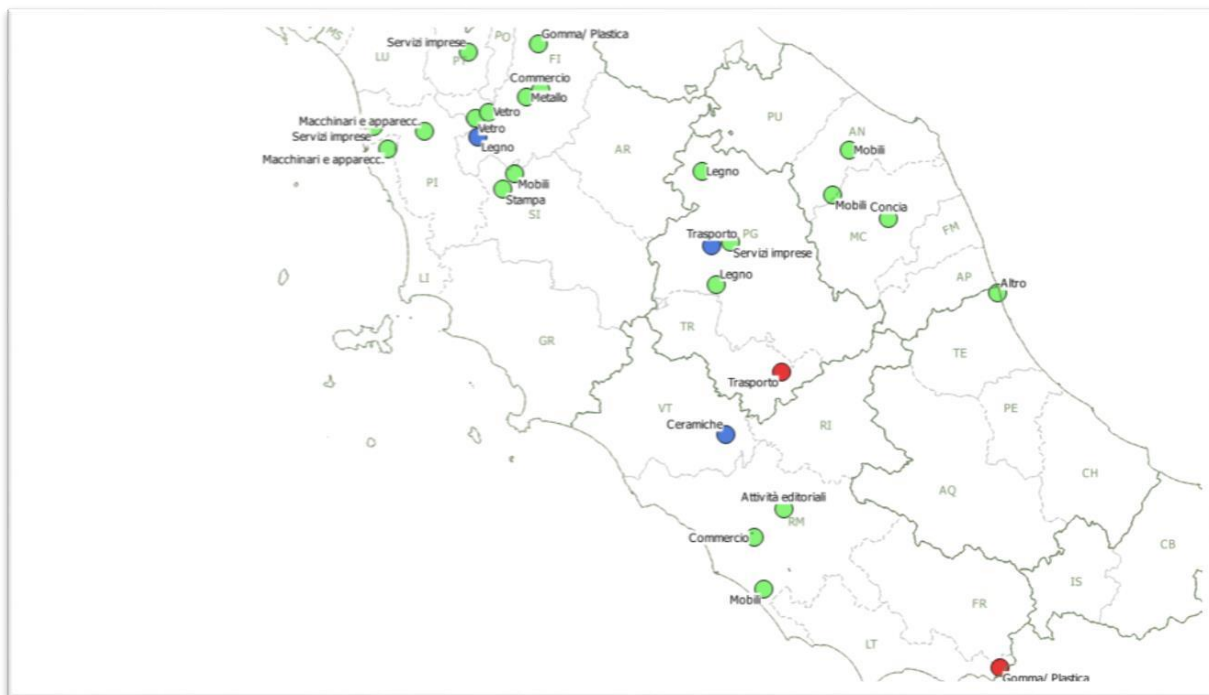 MS
PO
Gomma/ Plastica
Servizi imprese
LU
PT
FI
Commercio
Metallo
Vetro
Macchinari e apparecc.
Vetro
Servizi imprese
Legno
Macchinari e apparecc.
AR
PU
AN
Mobili
Legno
PI
Mobili
Stampa
SI
Mobili
Concia
MC
FM
Trasporto
PG
Servizi imprese
Legno
LI
AP
Altro
GR
TR
TE
Trasporto
VT
Ceramiche
RI
PE
CH
AQ
Attività editoriali
RM
Commercio
CB
IS
Mobili
FR
LT
Gomma/ Plastica